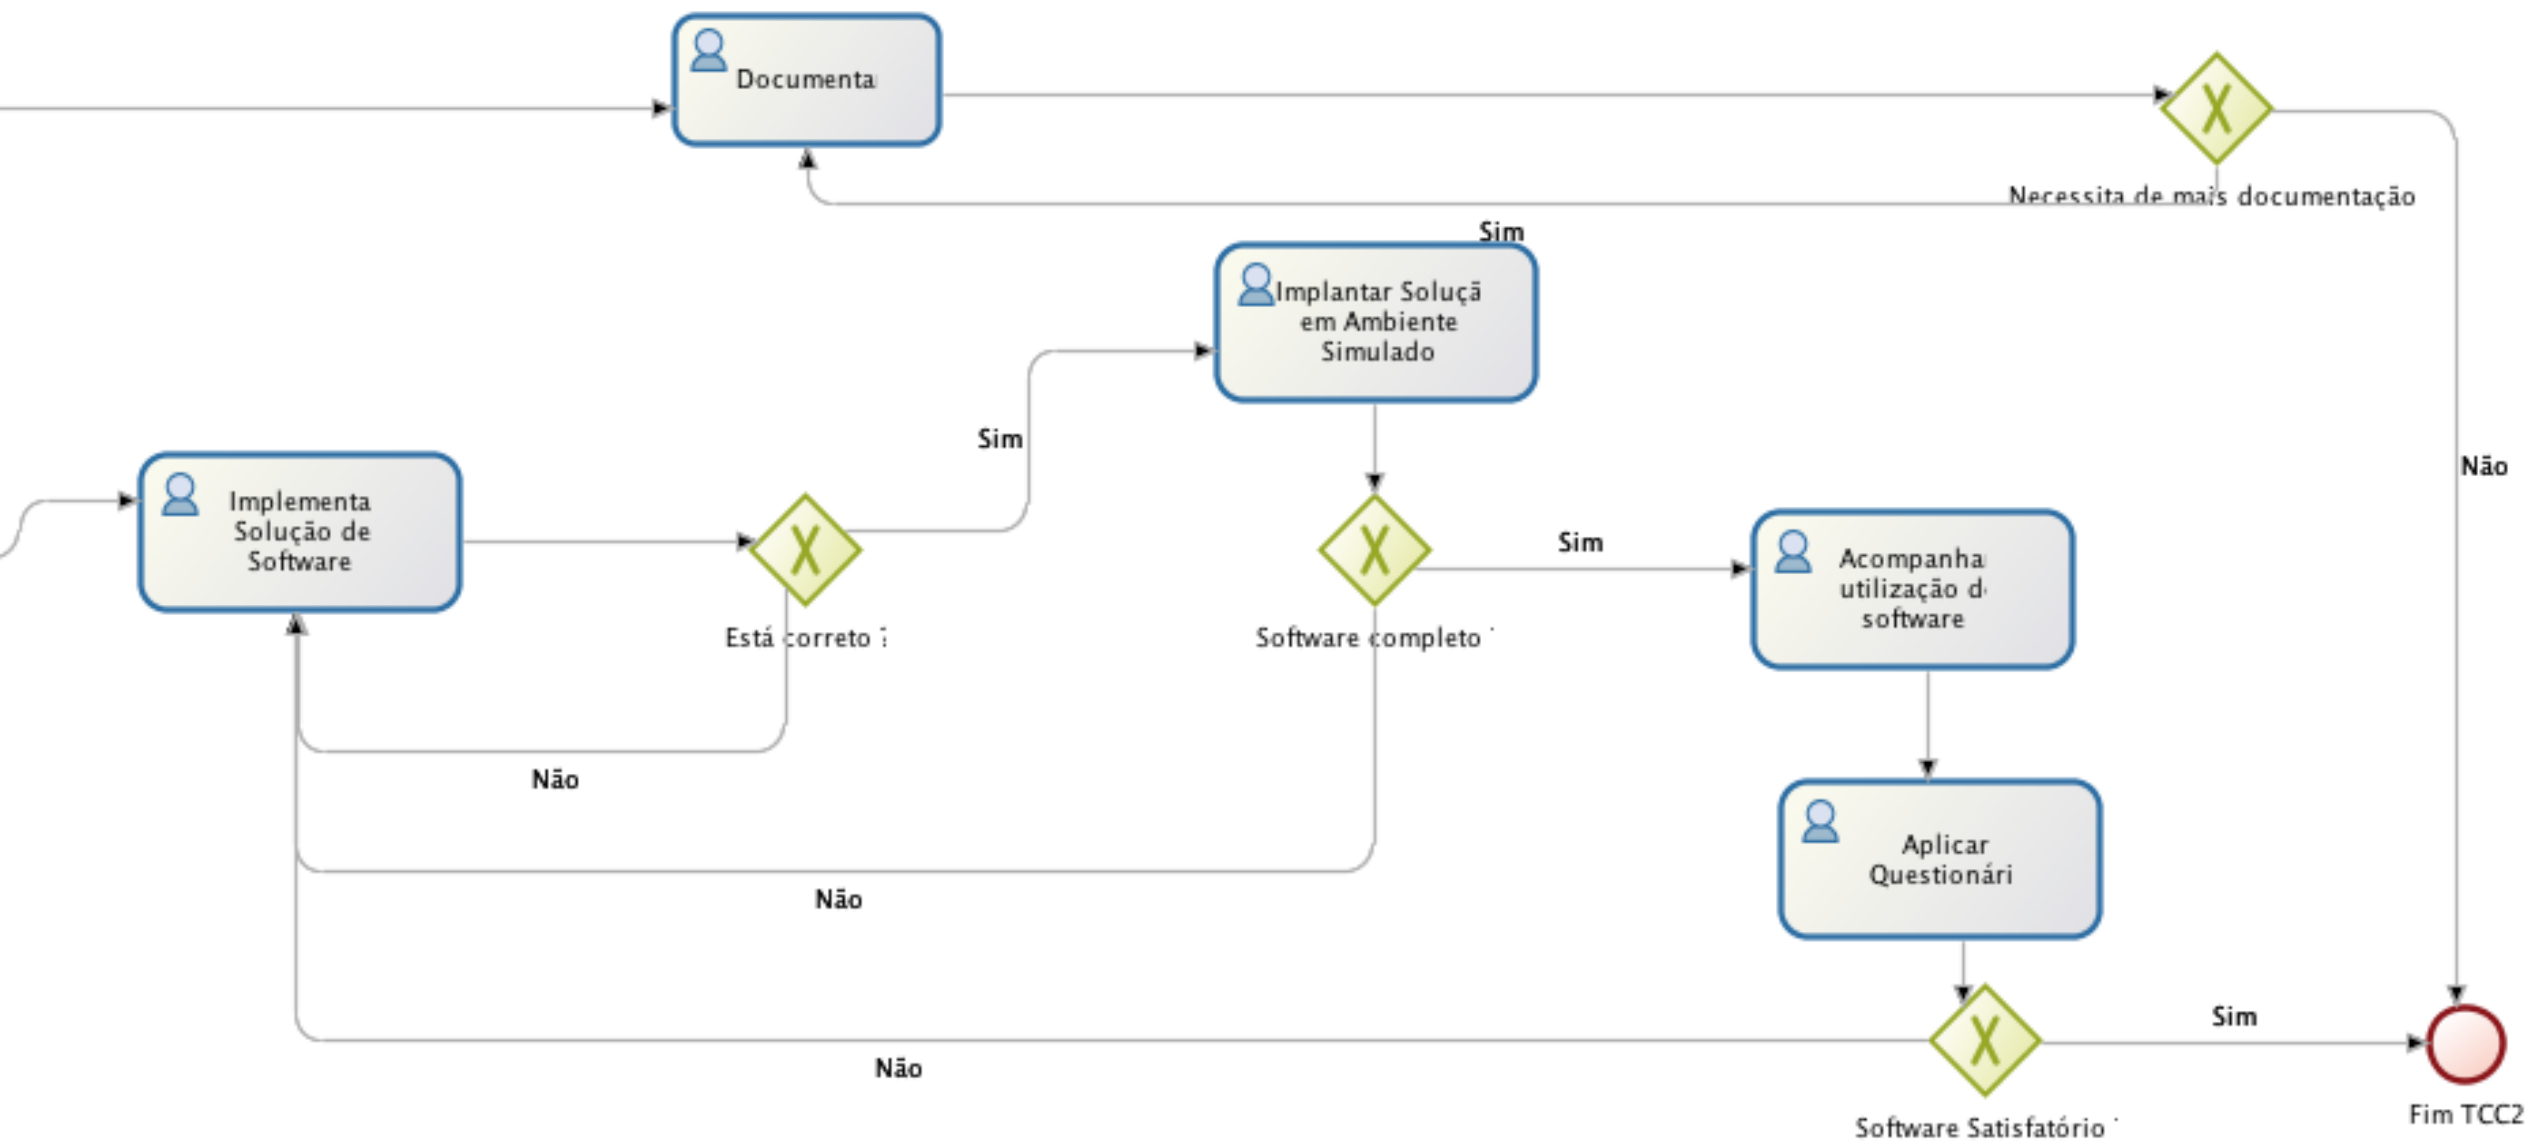 Documenta
Necessita de mais documentação
Sim
Implantar Soluçã
em Ambiente
Simulado
Sim
Não
Implementa
Solução de
Software
Sim
Acompanha
utilização d
software
Está correto ?
Software completo
Não
Aplicar
Questionári
Não
Sim
Não
Fim TCC2
Software Satisfatório